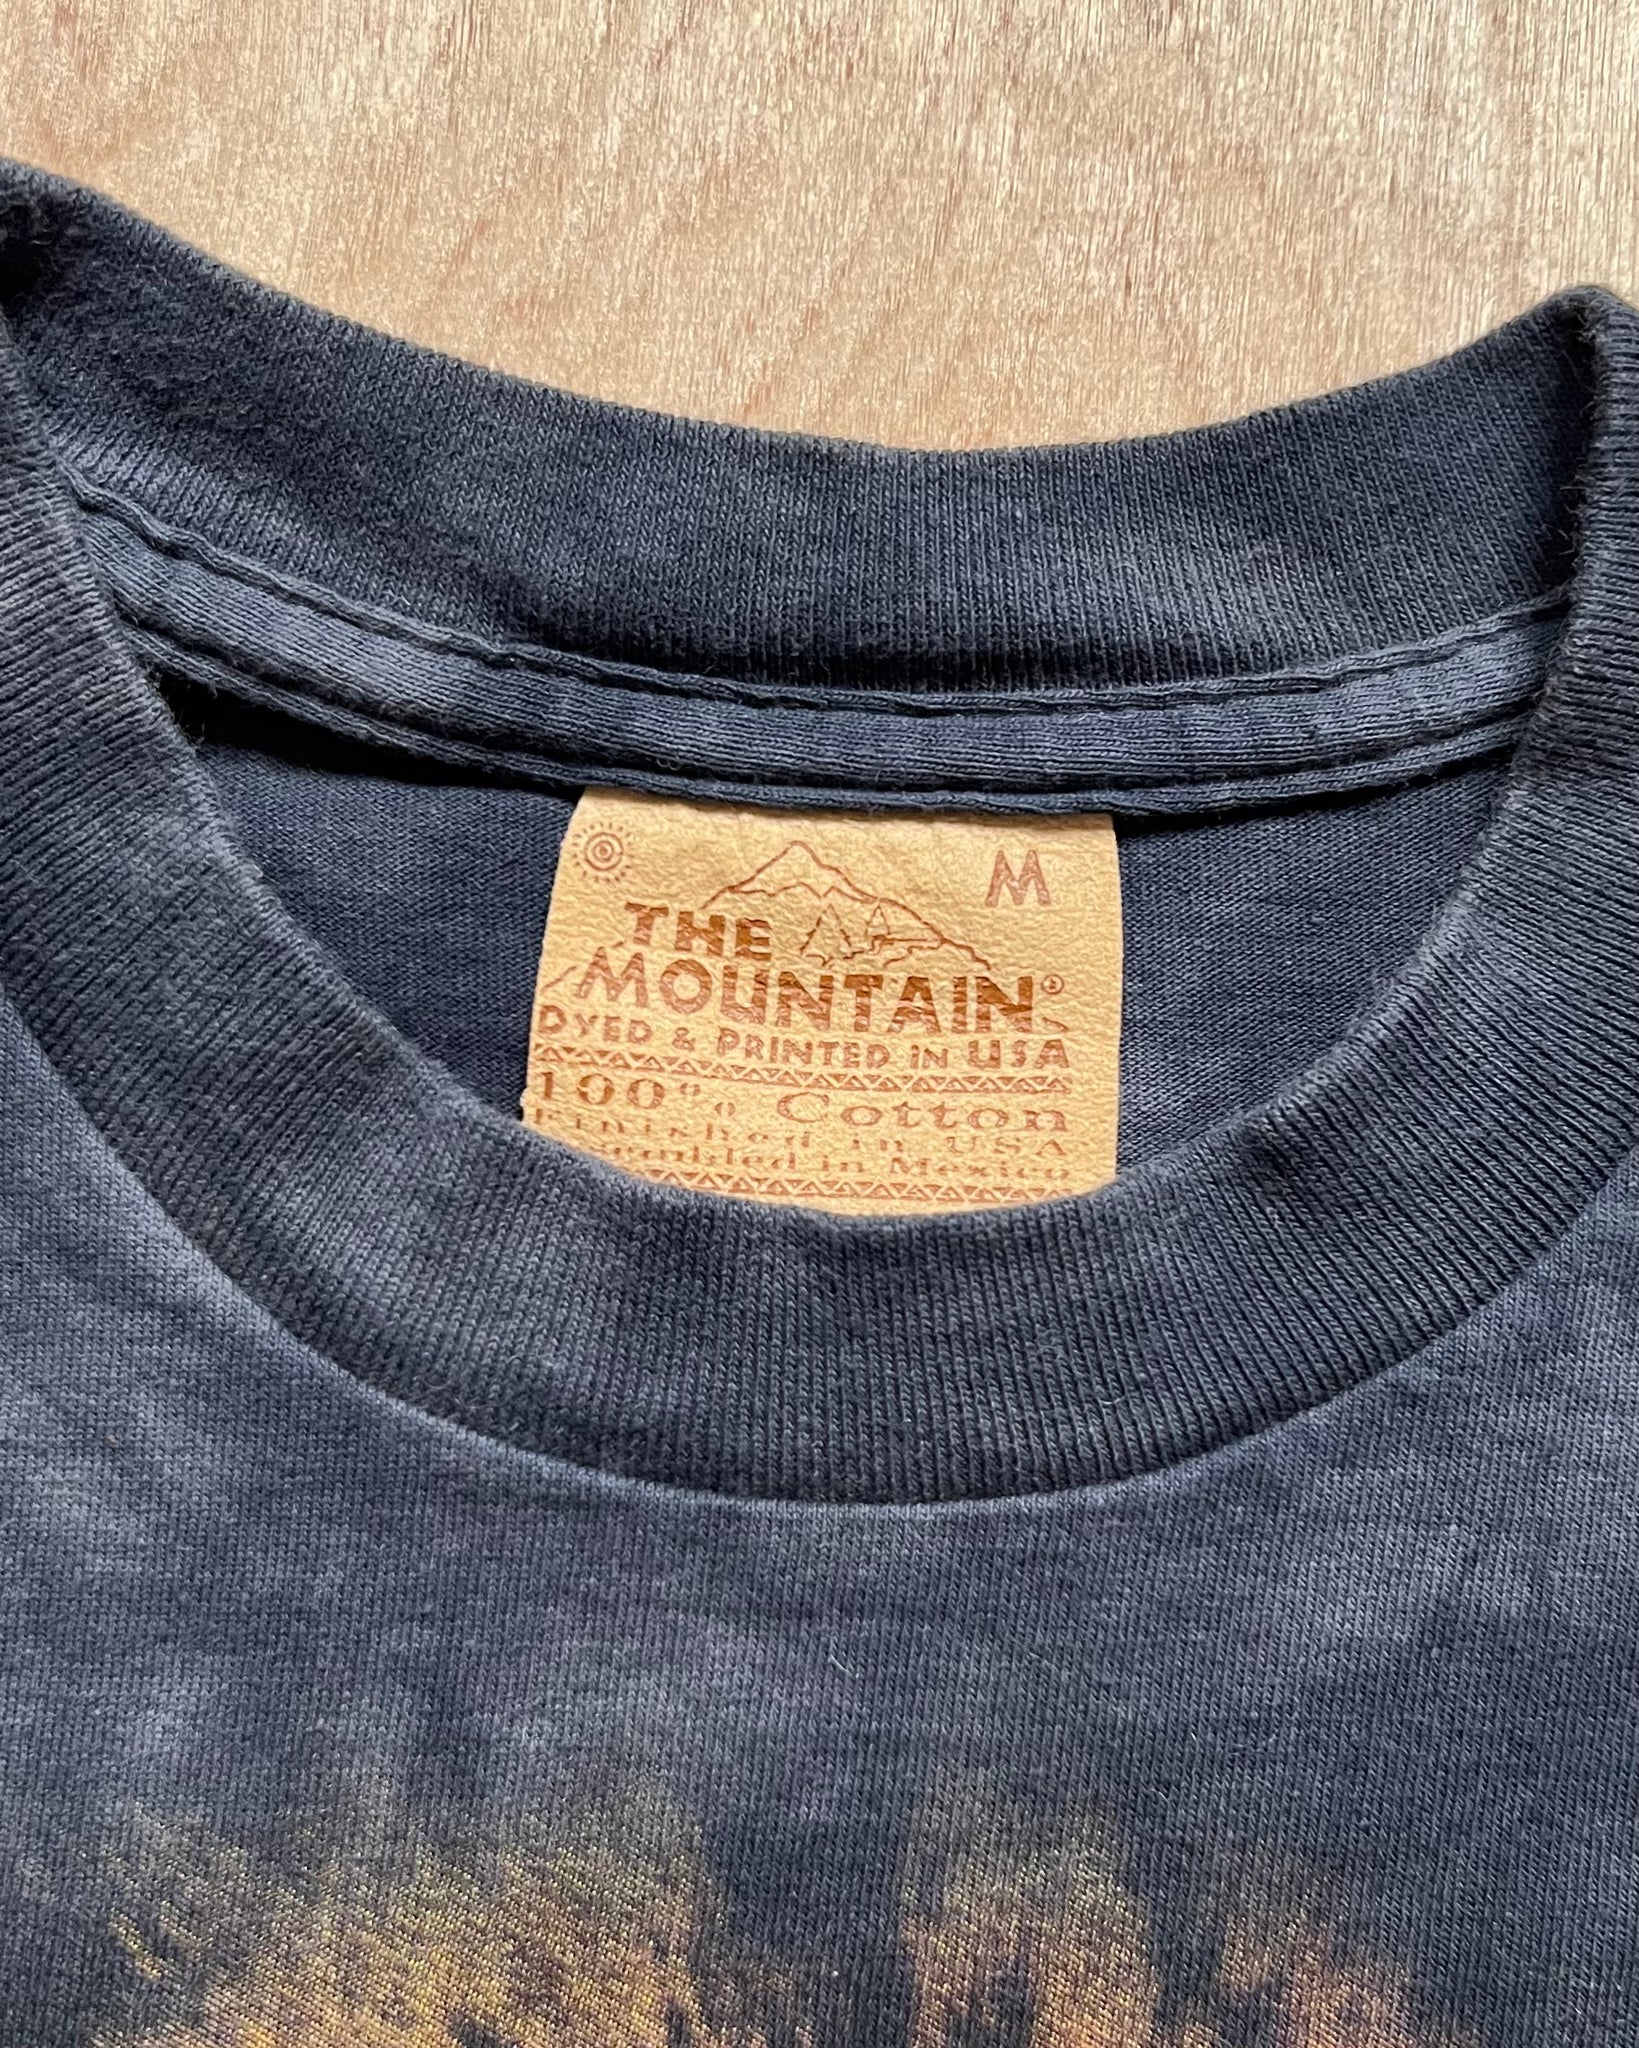 M
THE
MOUNTAIN®
DYED & PRINTED IN USA
100% Cotton
Finished in USA
Assembled in Mexico